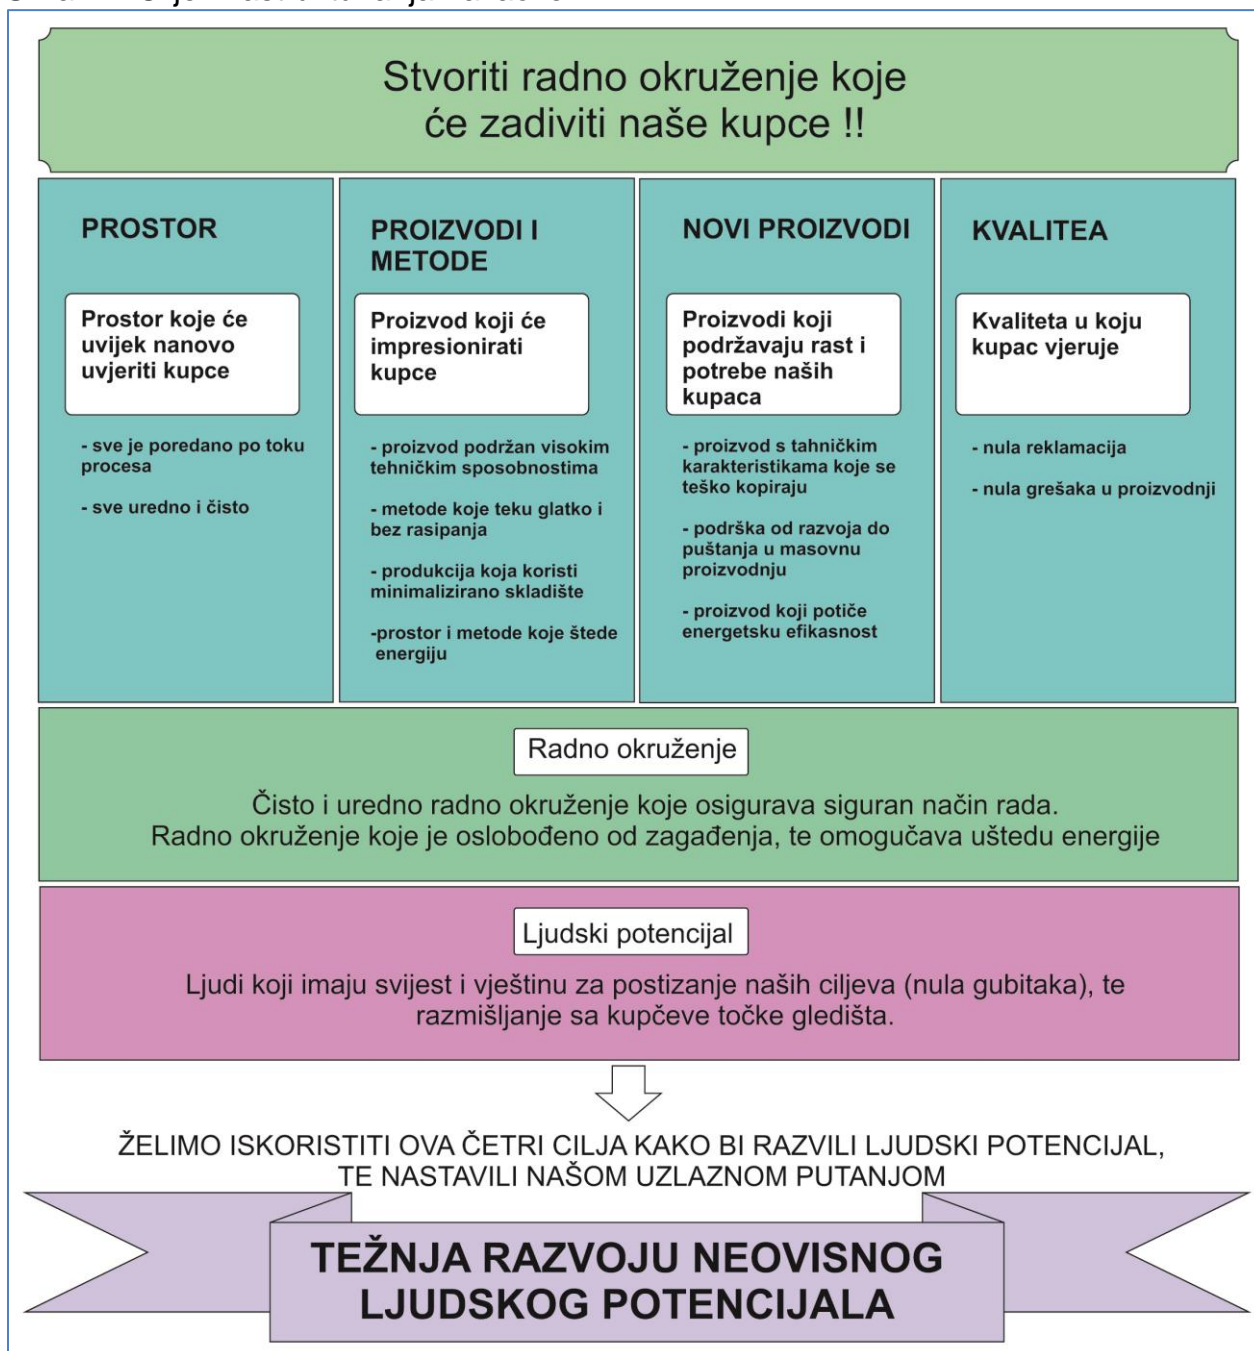 Stvoriti radno okruženje koje
će zadiviti naše kupce !!
PROSTOR
Prostor koje će
uvijek nanovo
uvjeriti kupce
- sve je poredano po toku
procesa
- sve uredno i čisto
PROIZVODI I
METODE
Proizvod koji će
impresionirati
kupce
- proizvod podržan visokim
tehničkim sposobnostima
- metode koje teku glatko i
bez rasipanja
- produkcija koja koristi
minimalizirano skladište
-prostor i metode koje štede
energiju
NOVI PROIZVODI
Proizvodi koji
podržavaju rast i
potrebe naših
kupaca
- proizvod s tahničkim
karakteristikama koje se
teško kopiraju
- podrška od razvoja do
puštanja u masovnu
proizvodnju
- proizvod koji potiče
energetsku efikasnost
KVALITEA
Kvaliteta u koju
kupac vjeruje
- nula reklamacija
- nula grešaka u proizvodnji
Radno okruženje
Čisto i uredno radno okruženje koje osigurava siguran način rada.
Radno okruženje koje je oslobođeno od zagađenja, te omogučava uštedu energije
Ljudski potencijal
Ljudi koji imaju svijest i vještinu za postizanje naših ciljeva (nula gubitaka), te
razmišljanje sa kupčeve točke gledišta.
ŽELIMO ISKORISTITI OVA ČETRI CILJA KAKO BI RAZVILI LJUDSKI POTENCIJAL,
TE NASTAVILI NAŠOM UZLAZNOM PUTANJOM
TEŽNJA RAZVOJU NEOVISNOG
LJUDSKOG POTENCIJALA